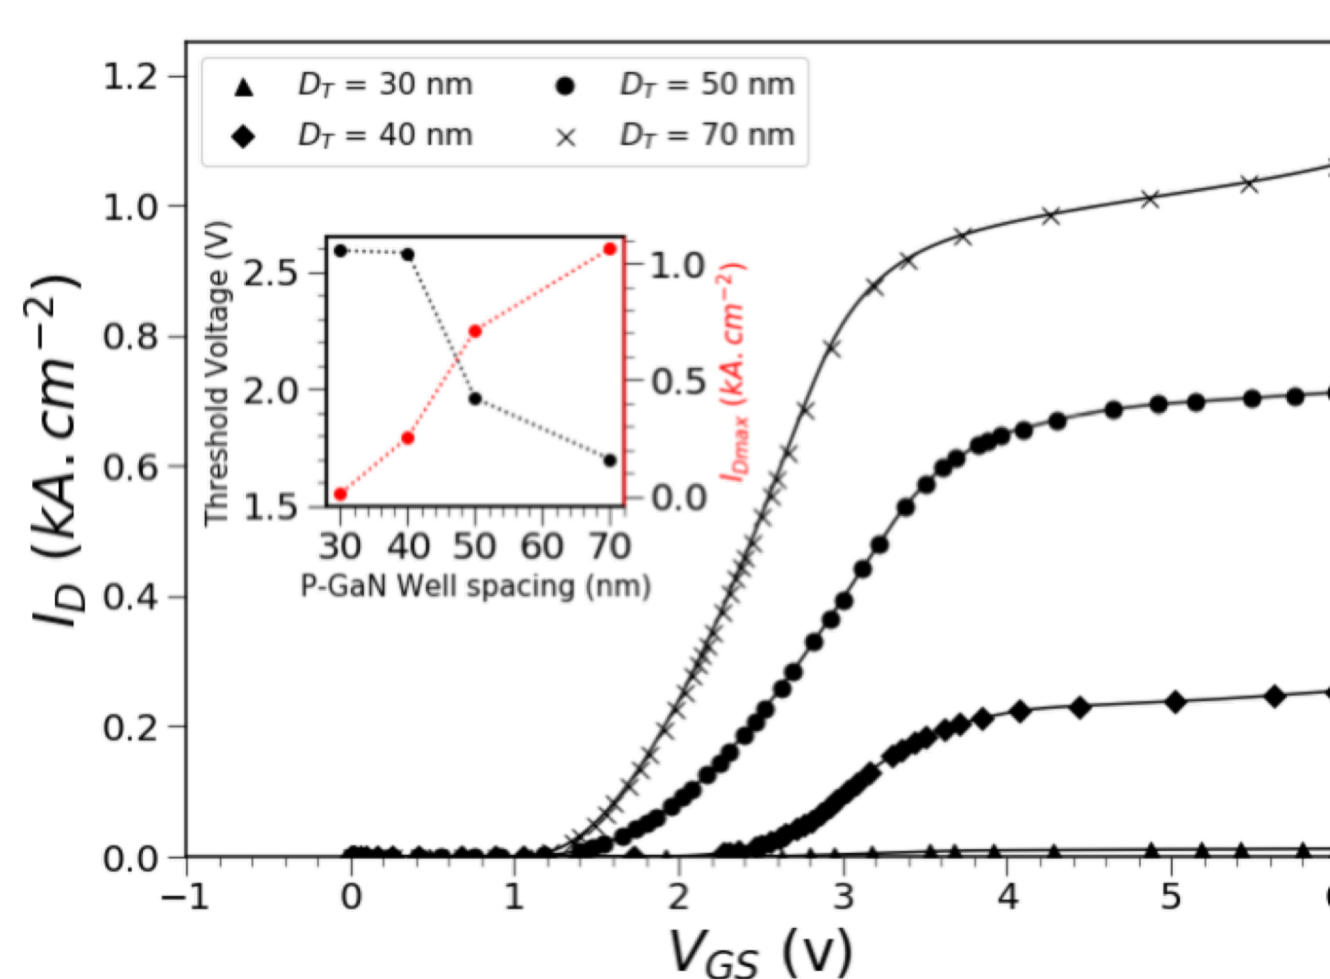 I_D (kA.cm⁻²)
1.2
1.0
0.8
0.6
0.4
0.2
0.0
D_T = 30 nm
D_T = 40 nm
D_T = 50 nm
D_T = 70 nm
Threshold Voltage (V)
2.5
2.0
1.5
1.0
0.5
0.0
I_Dmax (kA.cm⁻²)
30 40 50 60 70
P-GaN Well spacing (nm)
−1 0 1 2 3 4 5
V_GS (v)